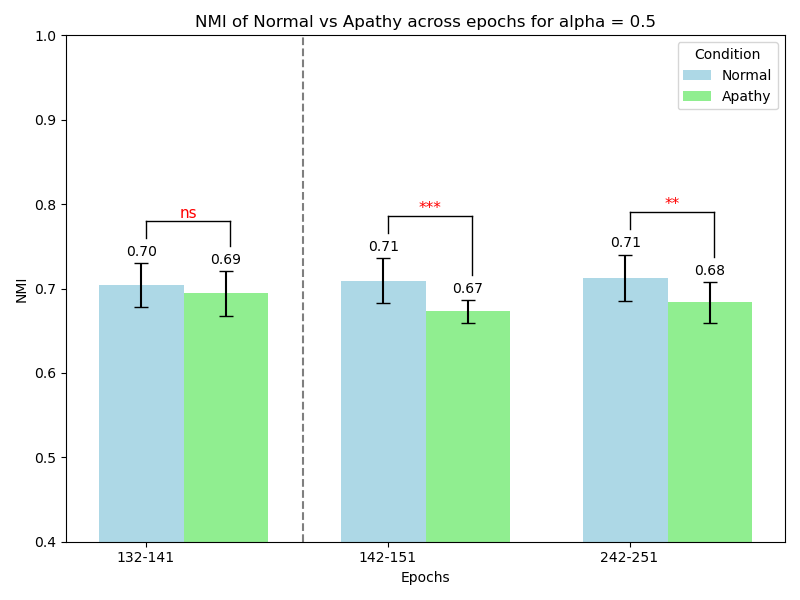 NMI of Normal vs Apathy across epochs for alpha = 0.5
1.0
0.9
0.8
0.7
0.6
0.5
0.4
NMI
Condition
Normal
Apathy
ns
0.70
0.69
***
0.71
0.67
**
0.71
0.68
132-141
142-151
242-251
Epochs